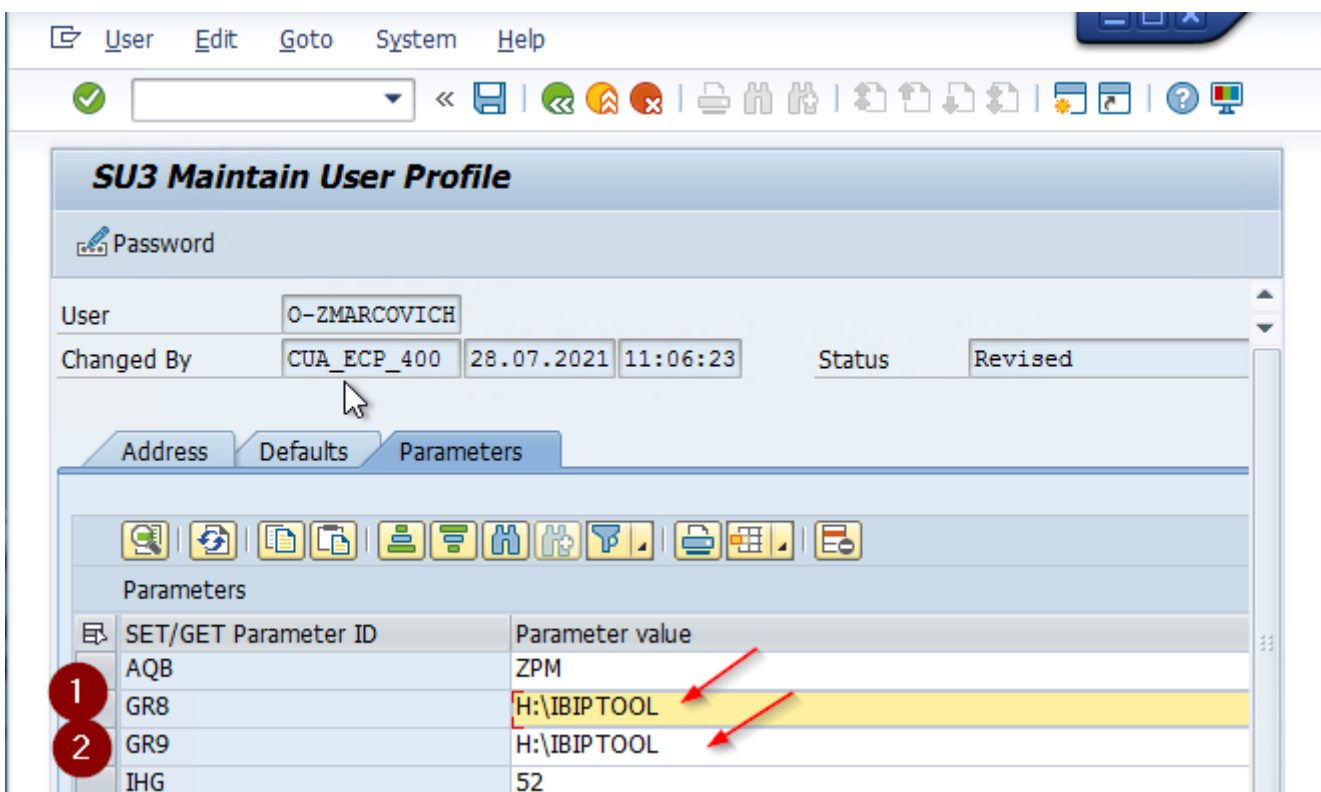 User Edit Goto System Help
SU3 Maintain User Profile
Password
User O-ZMARCOVICH
Changed By CUA_ECP_400 28.07.2021 11:06:23 Status Revised
Address Defaults Parameters
Parameters
SET/GET Parameter ID Parameter value
AQB ZPM
1 GR8 H:\IBIPTOOL
2 GR9 H:\IBIPTOOL
IHG 52